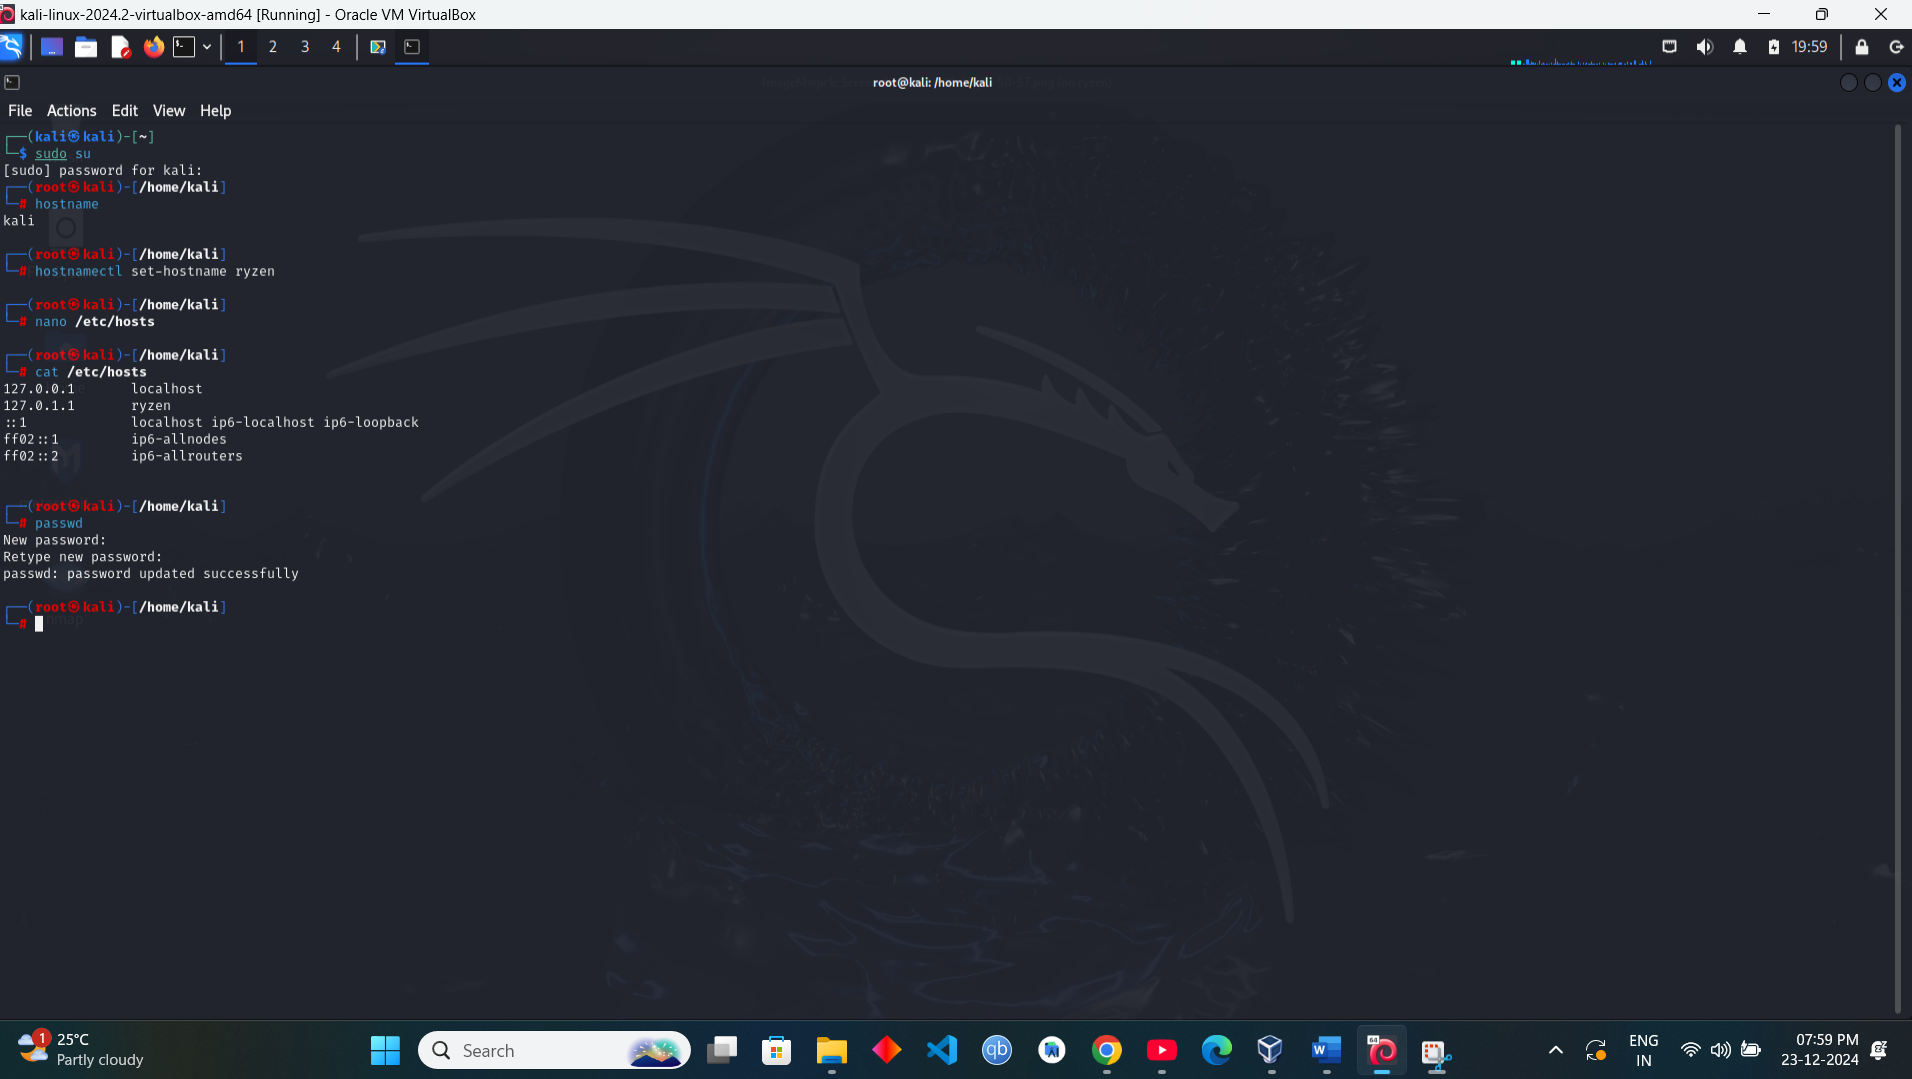 kali-linux-2024.2-virtualbox-amd64 [Running] - Oracle VM VirtualBox
1 2 3 4 19:59
root@kali: /home/kali
File Actions Edit View Help
┌──(kali㉿kali)-[~]
└─$ sudo su
[sudo] password for kali:
┌──(root㉿kali)-[/home/kali]
└─# hostname
kali
┌──(root㉿kali)-[/home/kali]
└─# hostnamectl set-hostname ryzen
┌──(root㉿kali)-[/home/kali]
└─# nano /etc/hosts
┌──(root㉿kali)-[/home/kali]
└─# cat /etc/hosts
127.0.0.1 localhost
127.0.1.1 ryzen
::1 localhost ip6-localhost ip6-loopback
ff02::1 ip6-allnodes
ff02::2 ip6-allrouters
┌──(root㉿kali)-[/home/kali]
└─# passwd
New password:
Retype new password:
passwd: password updated successfully
┌──(root㉿kali)-[/home/kali]
└─#
1 25°C
Partly cloudy
Search
qb
64
ENG
IN
07:59 PM
23-12-2024